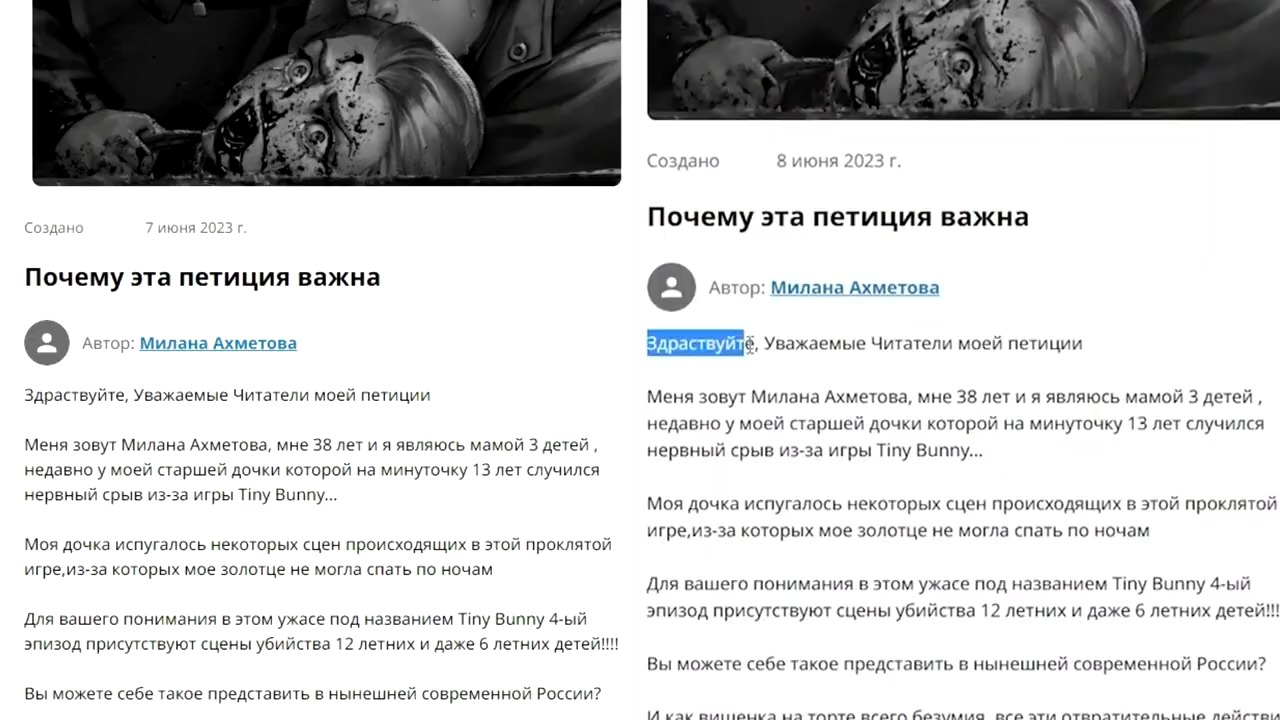 Создано 7 июня 2023 г.
Почему эта петиция важна
Автор: Милана Ахметова
Здраствуйте, Уважаемые Читатели моей петиции
Меня зовут Милана Ахметова, мне 38 лет и я являюсь мамой 3 детей ,
недавно у моей старшей дочки которой на минуточку 13 лет случился
нервный срыв из-за игры Tiny Bunny...
Моя дочка испугалось некоторых сцен происходящих в этой проклятой
игре,из-за которых мое золотце не могла спать по ночам
Для вашего понимания в этом ужасе под названием Tiny Bunny 4-ый
эпизод присутствуют сцены убийства 12 летних и даже 6 летних детей!!!!
Вы можете себе такое представить в нынешней современной России?
Создано 8 июня 2023 г.
Почему эта петиция важна
Автор: Милана Ахметова
Здраствуйте, Уважаемые Читатели моей петиции
Меня зовут Милана Ахметова, мне 38 лет и я являюсь мамой 3 детей ,
недавно у моей старшей дочки которой на минуточку 13 лет случился
нервный срыв из-за игры Tiny Bunny...
Моя дочка испугалось некоторых сцен происходящих в этой проклятой
игре,из-за которых мое золотце не могла спать по ночам
Для вашего понимания в этом ужасе под названием Tiny Bunny 4-ый
эпизод присутствуют сцены убийства 12 летних и даже 6 летних детей!!!
Вы можете себе такое представить в нынешней современной России?
И как вишенка на торте всего безумия, все эти отвратительные действи